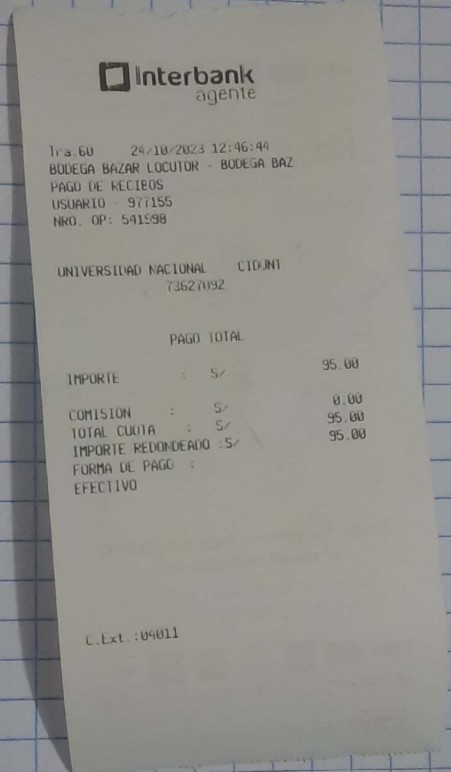 Interbank
agente
Tra.60 24/10/2023 12:46:44
BODEGA BAZAR LOCUTOR - BODEGA BAZ
PAGO DE RECIBOS
USUARIO - 977155
NRO. OP: 541598
UNIVERSIDAD NACIONAL CIDUNT
73627092
PAGO TOTAL
IMPORTE : S/ 95.00
COMISION : S/ 0.00
TOTAL CUOTA : S/ 95.00
IMPORTE REDONDEADO :S/ 95.00
FORMA DE PAGO :
EFECTIVO
C.Ext.:04011